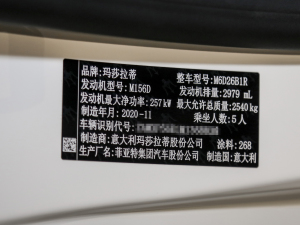 品牌:玛莎拉蒂 整车型号:M6D26B1R
发动机型号:M156D 发动机排量:2979 mL
发动机最大净功率:257 kW 最大允许总质量:2540kg
制造年月:2020-11 乘坐人数:5人
车辆识别代号:
制造商:意大利玛莎拉蒂股份公司 涂料:268
生产厂名:菲亚特集团汽车股份公司 制造国:意大利